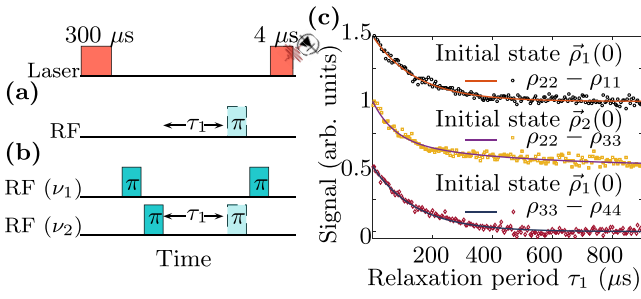 300 μs
4 μs
Laser
(a)
RF
τ₁
π
(b)
RF (ν₁)
π
π
RF (ν₂)
π
τ₁
π
Time
(c)
Signal (arb. units)
1.5
1
0.5
0
Initial state ρ⃗₁(0)
ρ₂₂ − ρ₁₁
Initial state ρ⃗₂(0)
ρ₂₂ − ρ₃₃
Initial state ρ⃗₁(0)
ρ₃₃ − ρ₄₄
200
400
600
800
Relaxation period τ₁ (μs)